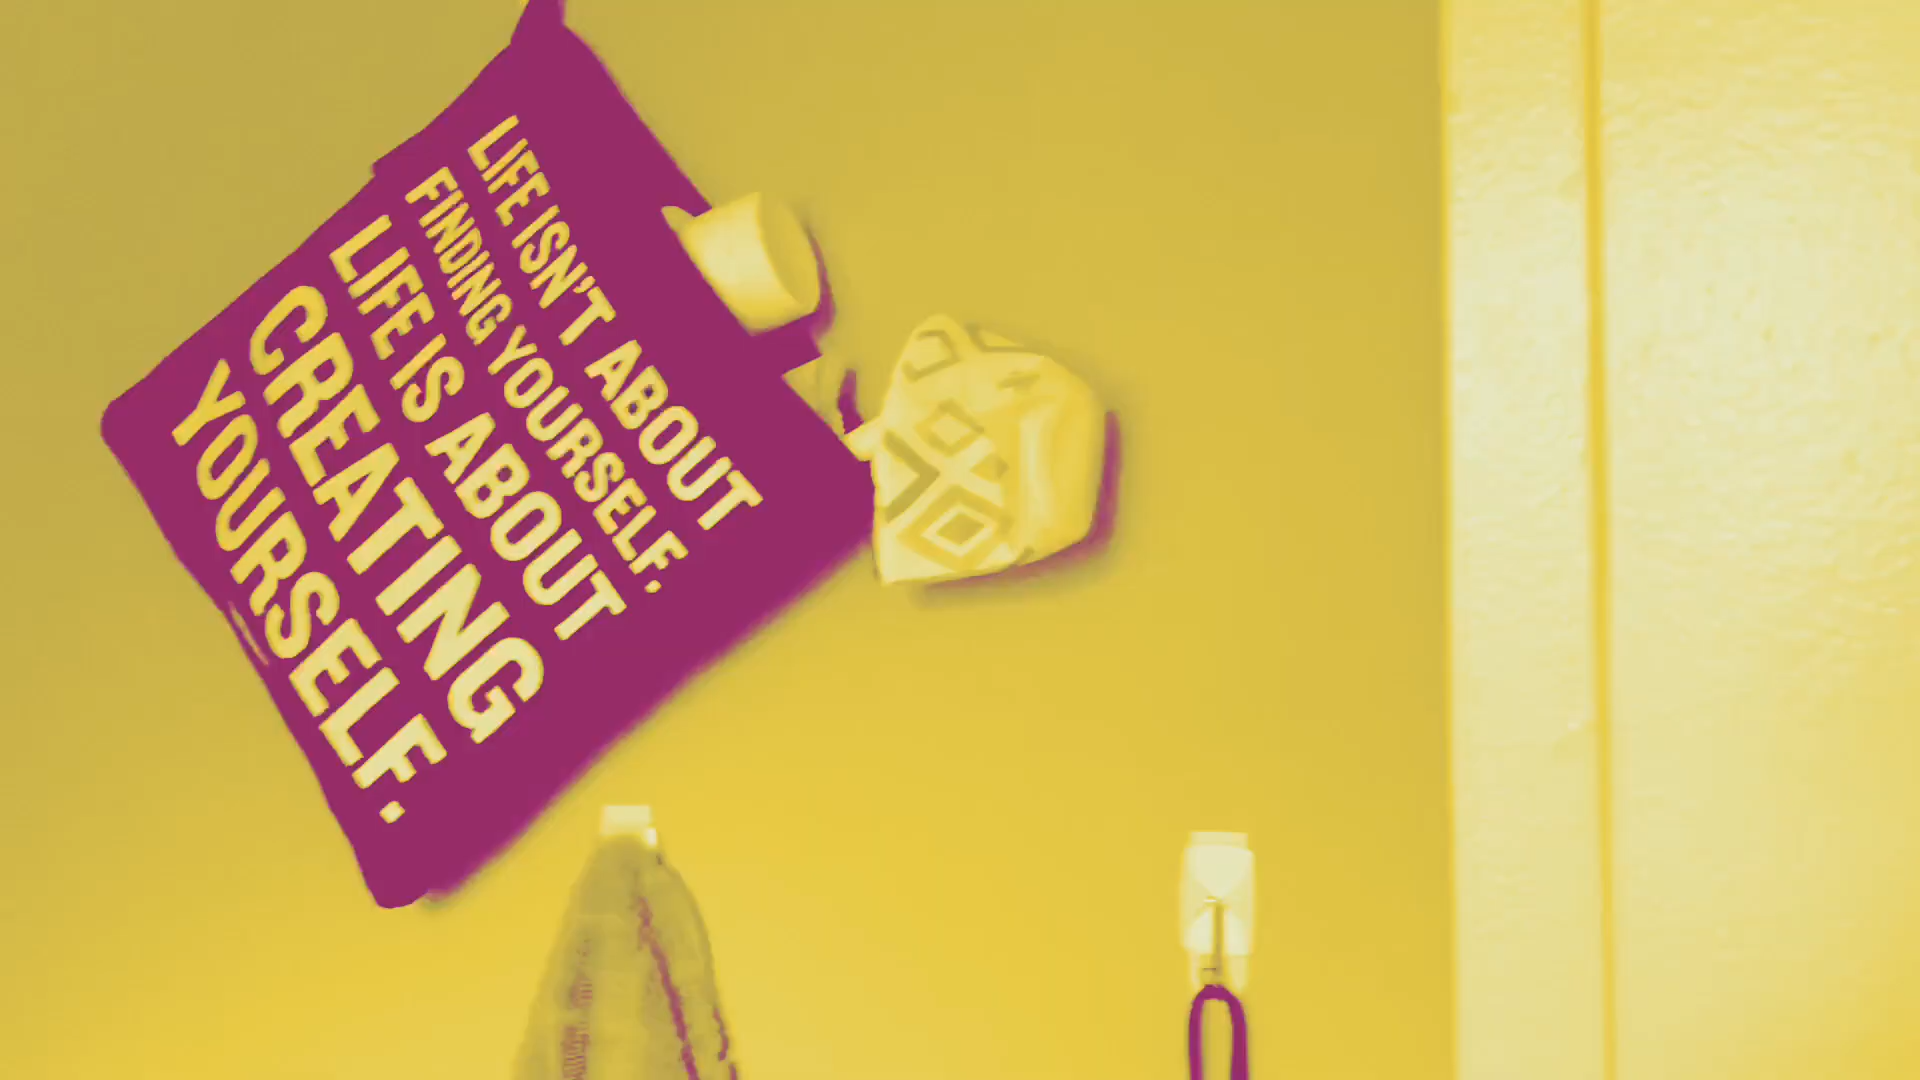 LIFE ISN'T ABOUT
FINDING YOURSELF.
LIFE IS ABOUT
CREATING
YOURSELF.